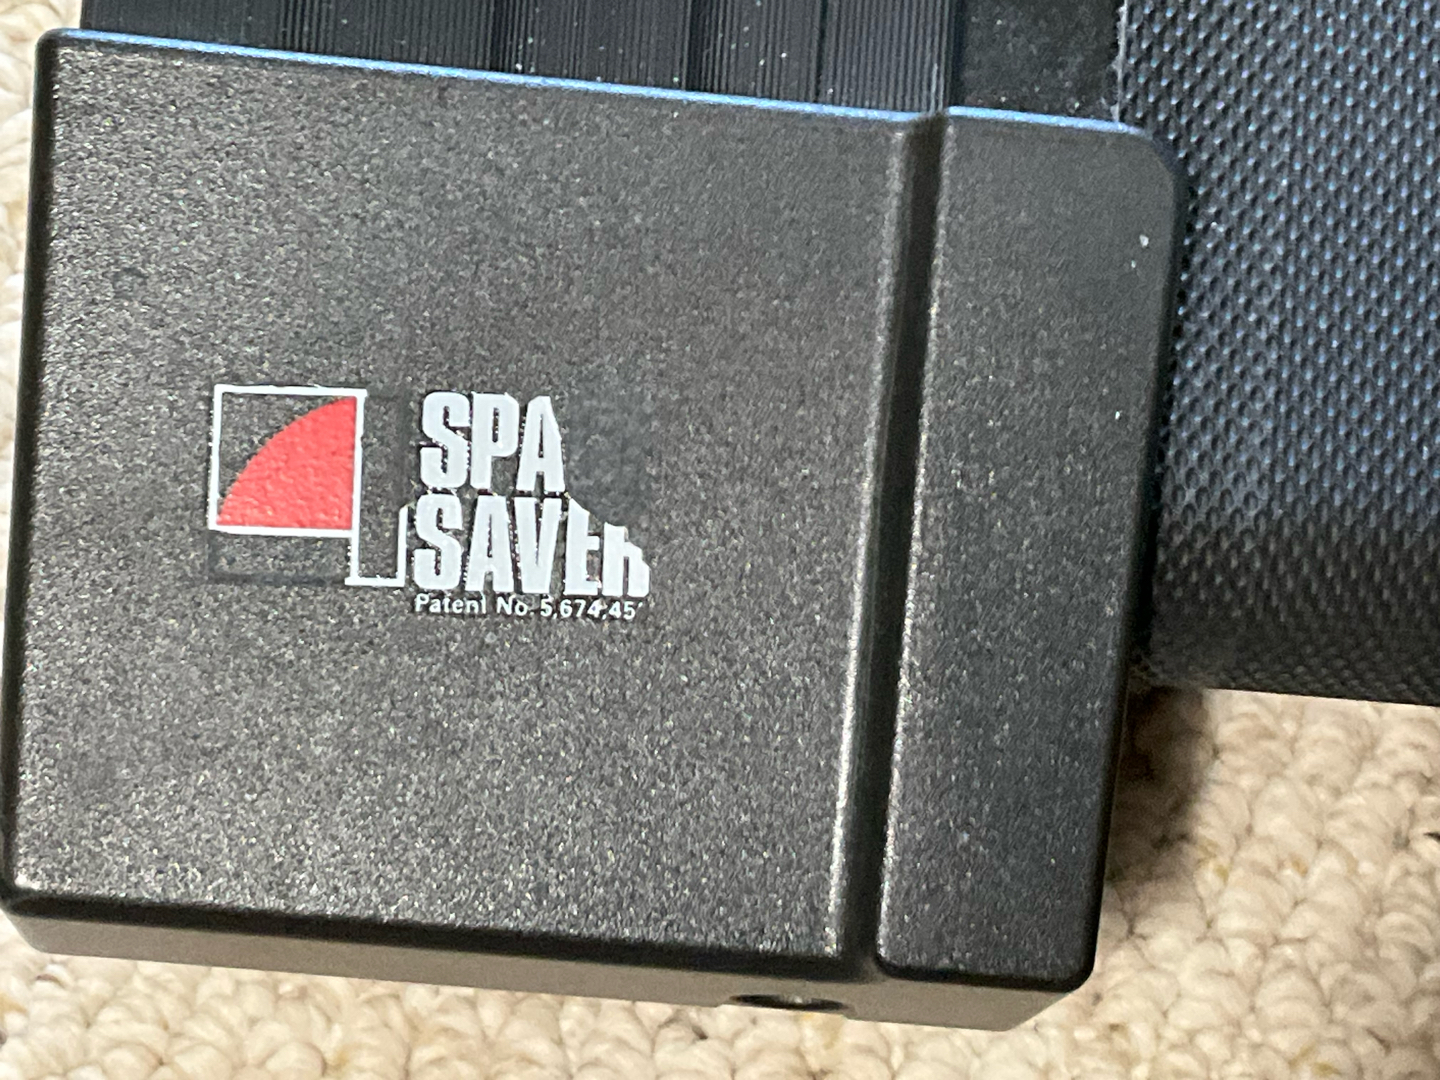 SPA
SAVER
Patent No. 5,674,45